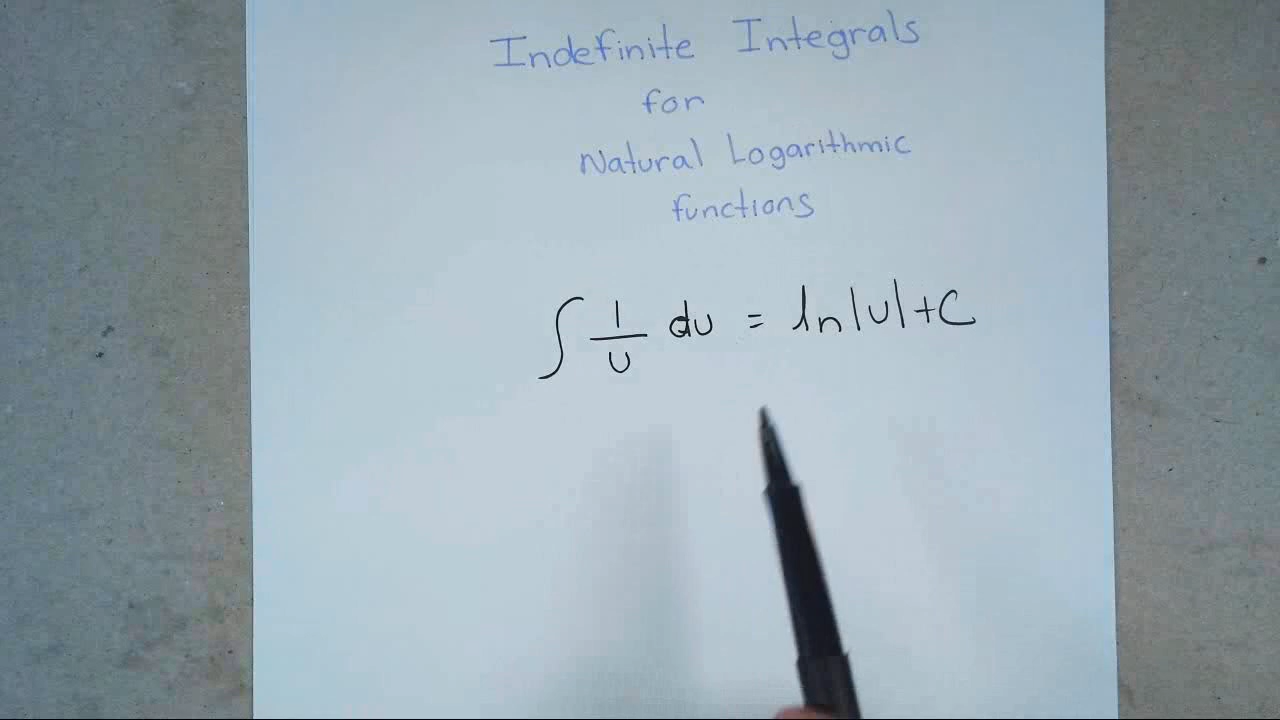 Indefinite Integrals
for
Natural Logarithmic
functions
∫ 1/u du = ln|u| + C